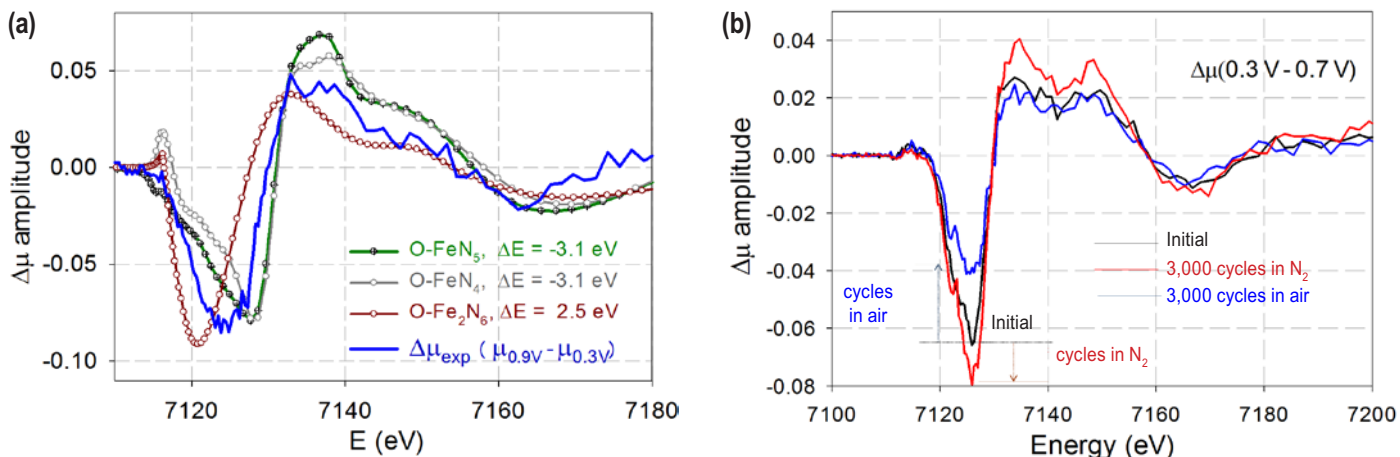 (a)
0.05
0.00
-0.05
-0.10
Δμ amplitude
O-FeN₅, ΔE = -3.1 eV
O-FeN₄, ΔE = -3.1 eV
O-Fe₂N₆, ΔE = 2.5 eV
Δμexp ( μ0.9V - μ0.3V)
7120 7140 7160 7180
E (eV)
(b)
0.04
0.02
0.00
-0.02
-0.04
-0.06
-0.08
Δμ amplitude
Δμ(0.3 V - 0.7 V)
Initial
3,000 cycles in N₂
3,000 cycles in air
cycles
in air
Initial
cycles in N₂
7100 7120 7140 7160 7180 7200
Energy (eV)